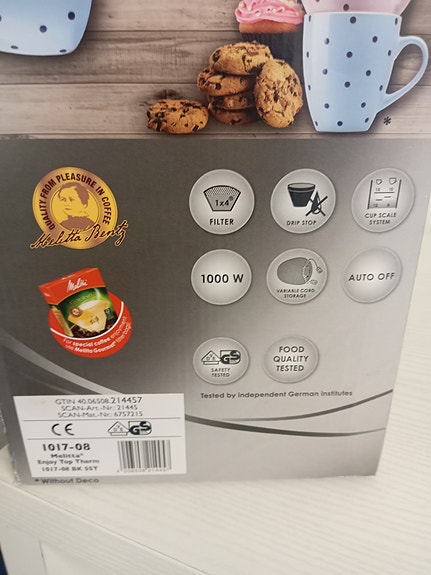 *
QUALITY FROM PLEASURE IN COFFEE
Melitta Bentz
1x4®
FILTER
DRIP STOP
CUP SCALE
SYSTEM
1000 W
VARIABLE CORD
STORAGE
AUTO OFF
Melitta
For special coffee
use Melitta Gourmet
GS
SAFETY
TESTED
FOOD
QUALITY
TESTED
Tested by independent German institutes
GTIN 40.06508.214457
SCAN-Art.-Nr.: 21445
SCAN-Mat.-Nr.: 6757215
CE
GS
1017-08
Melitta®
Enjoy Top Therm
1017-08 BK SST
* Without Deco